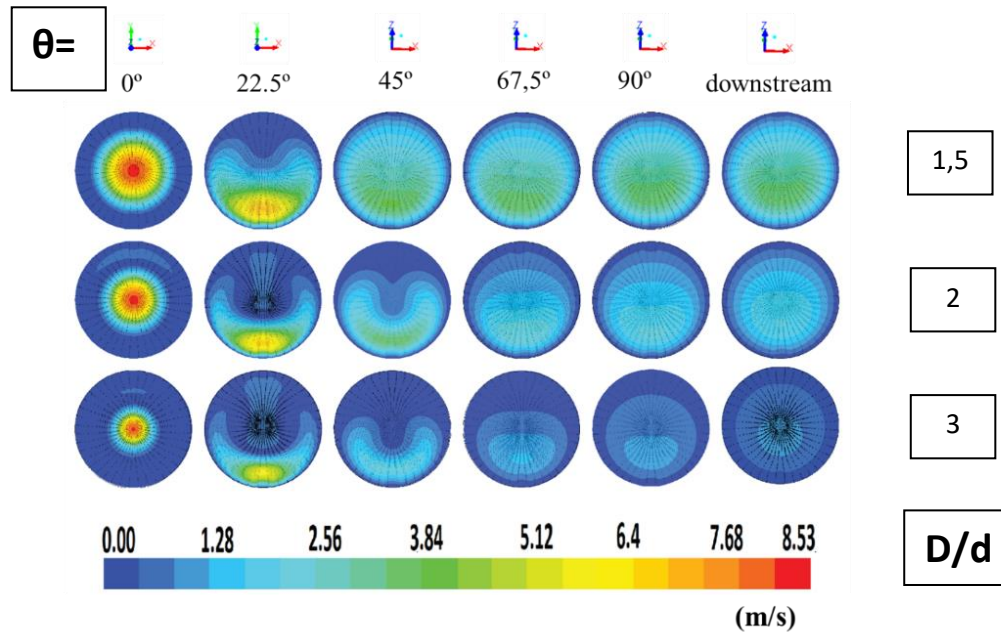 θ=
Y X Y X Z X Z X Z X Z X
0º 22.5º 45º 67,5º 90º downstream
1,5
2
3
0.00 1.28 2.56 3.84 5.12 6.4 7.68 8.53
D/d
(m/s)